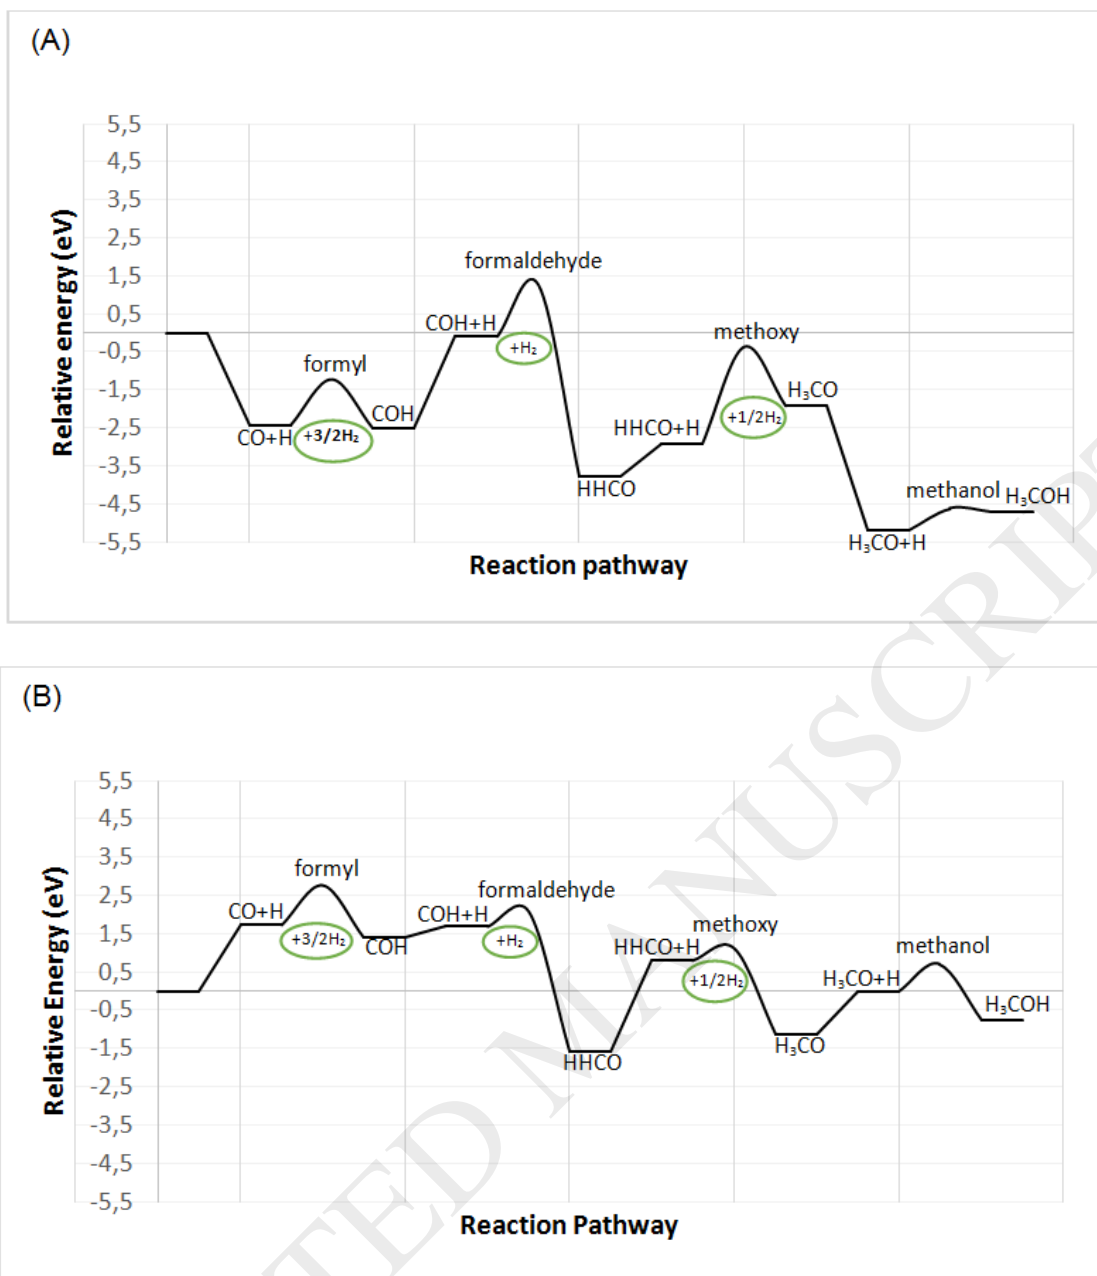 (A)
5,5
4,5
3,5
2,5
1,5
0,5
-0,5
-1,5
-2,5
-3,5
-4,5
-5,5
Relative energy (eV)
CO+H
formyl
+3/2H₂
COH
COH+H
formaldehyde
+H₂
HHCO
HHCO+H
methoxy
+1/2H₂
H₃CO
H₃CO+H
methanol
H₃COH
Reaction pathway
(B)
5,5
4,5
3,5
2,5
1,5
0,5
-0,5
-1,5
-2,5
-3,5
-4,5
-5,5
Relative Energy (eV)
CO+H
formyl
+3/2H₂
COH
COH+H
formaldehyde
+H₂
HHCO
HHCO+H
methoxy
+1/2H₂
H₃CO
H₃CO+H
methanol
H₃COH
Reaction Pathway
TED MANUSCRIPT